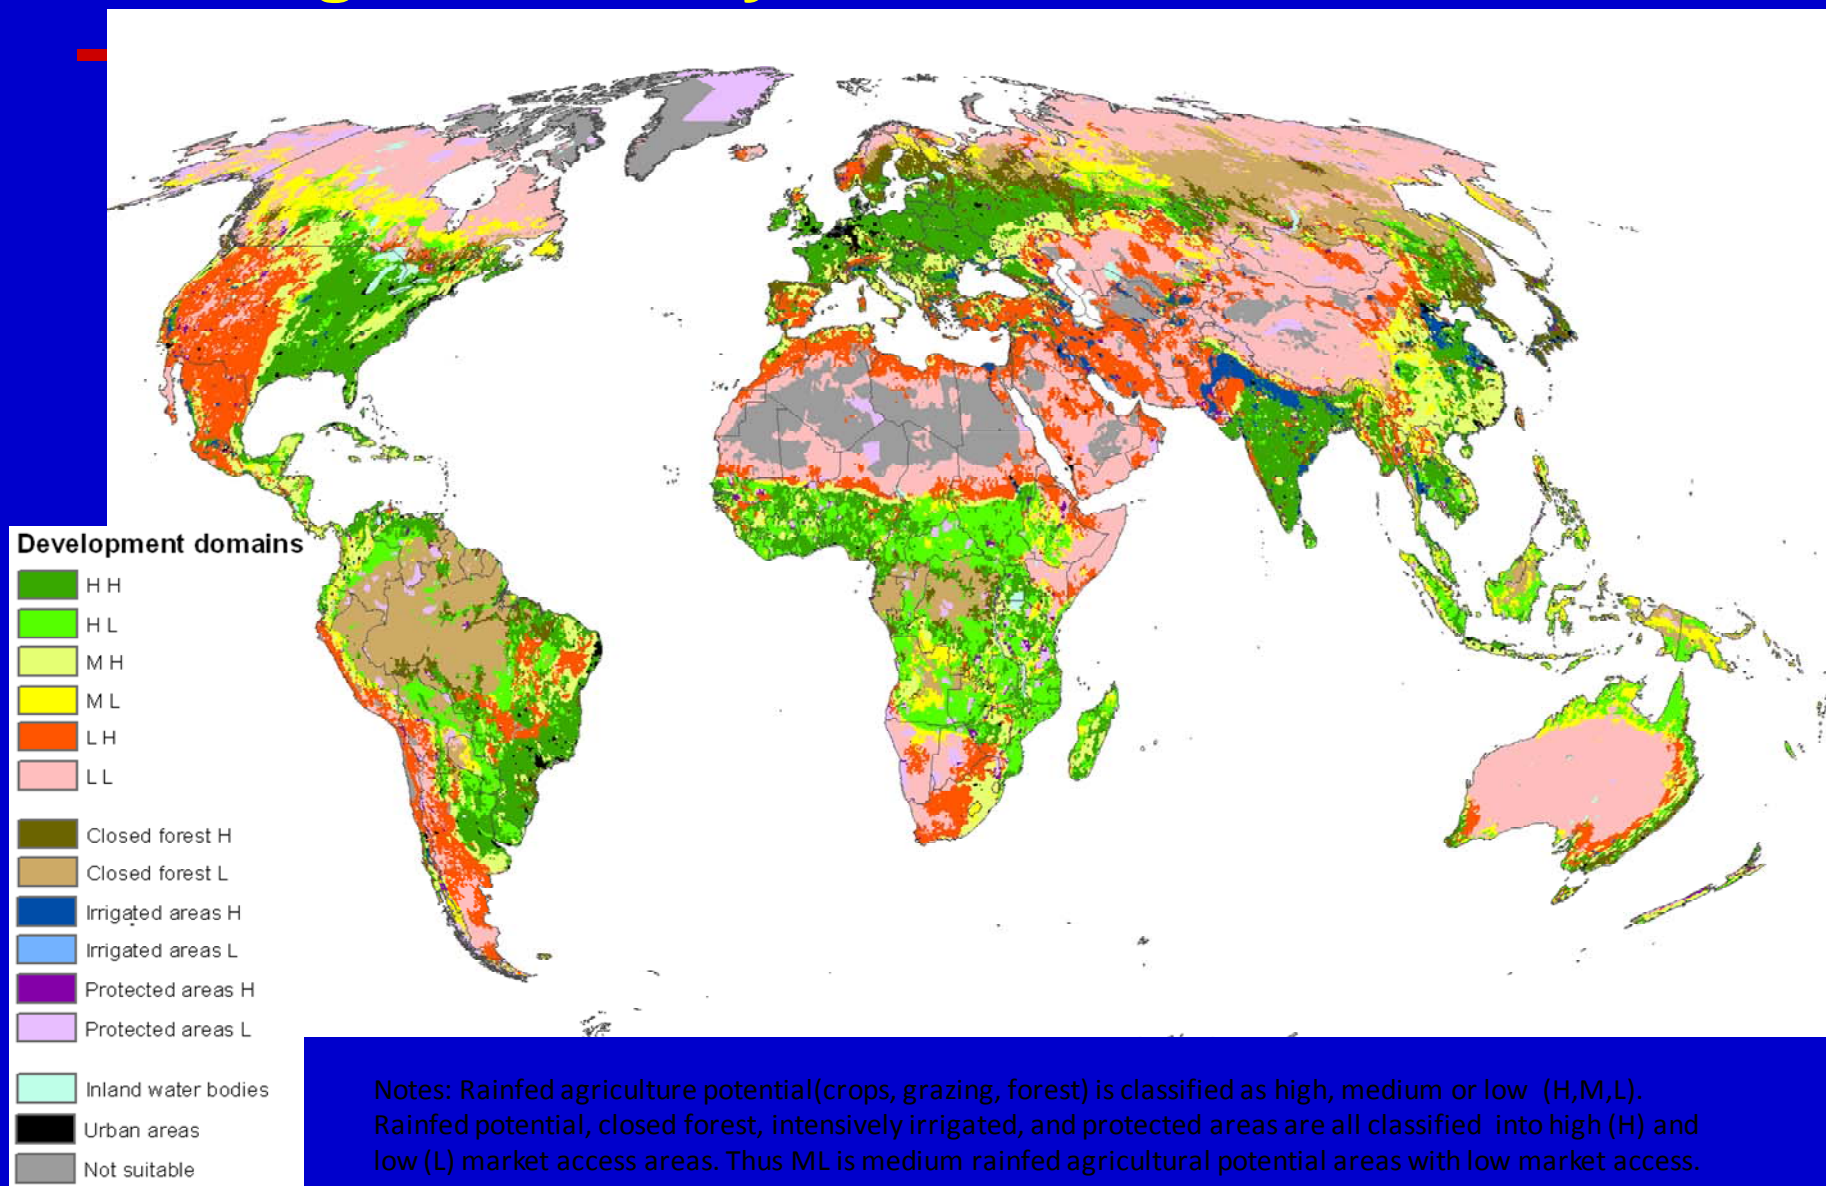 Development domains
H H
H L
M H
M L
L H
L L
Closed forest H
Closed forest L
Irrigated areas H
Irrigated areas L
Protected areas H
Protected areas L
Inland water bodies
Urban areas
Not suitable
Notes: Rainfed agriculture potential(crops, grazing, forest) is classified as high, medium or low (H,M,L).
Rainfed potential, closed forest, intensively irrigated, and protected areas are all classified into high (H) and
low (L) market access areas. Thus ML is medium rainfed agricultural potential areas with low market access.